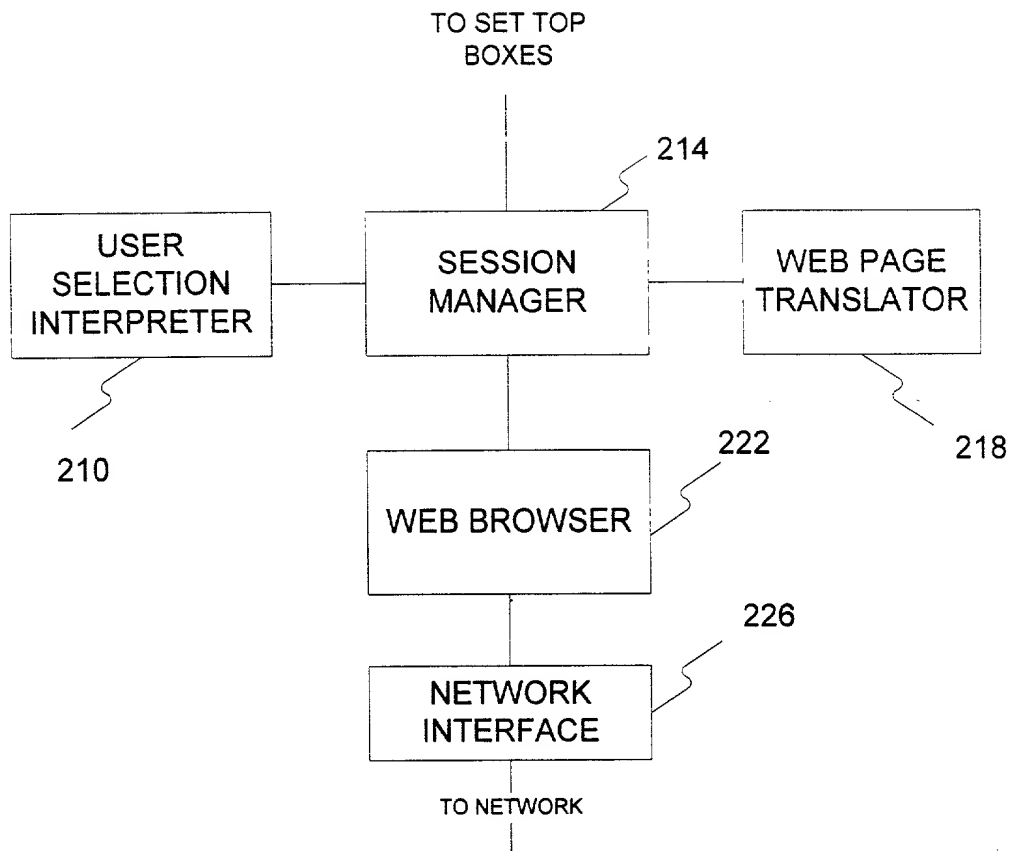 TO SET TOP
BOXES
214
USER
SELECTION
INTERPRETER
SESSION
MANAGER
WEB PAGE
TRANSLATOR
210
218
222
WEB BROWSER
226
NETWORK
INTERFACE
TO NETWORK